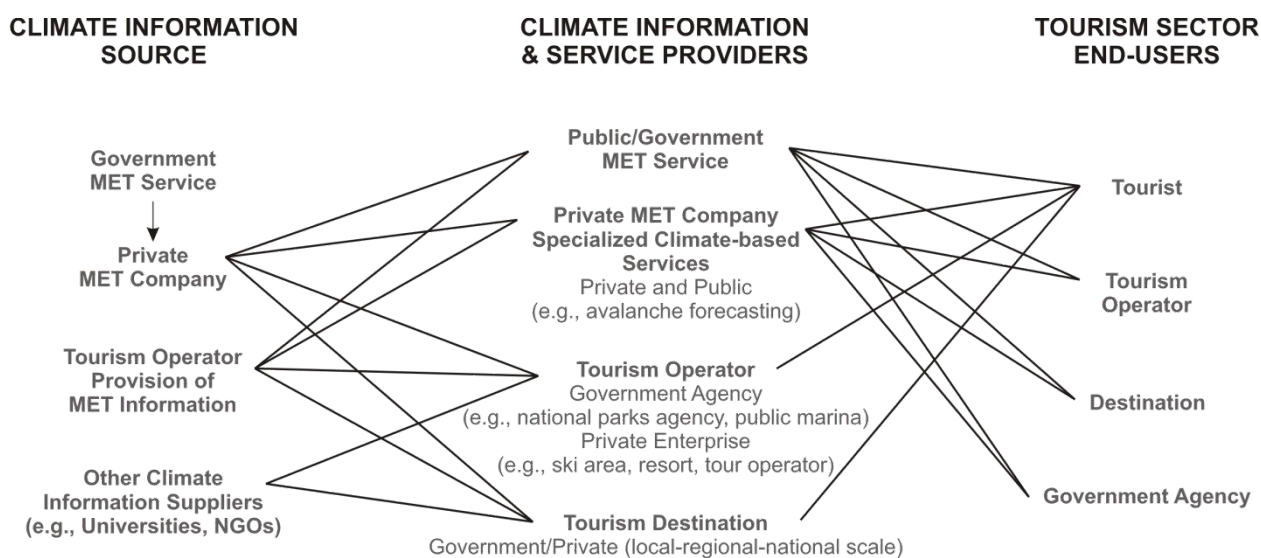 CLIMATE INFORMATION
SOURCE
CLIMATE INFORMATION
& SERVICE PROVIDERS
TOURISM SECTOR
END-USERS
Government
MET Service
Private
MET Company
Tourism Operator
Provision of
MET Information
Other Climate
Information Suppliers
(e.g., Universities, NGOs)
Public/Government
MET Service
Private MET Company
Specialized Climate-based
Services
Private and Public
(e.g., avalanche forecasting)
Tourism Operator
Government Agency
(e.g., national parks agency, public marina)
Private Enterprise
(e.g., ski area, resort, tour operator)
Tourism Destination
Government/Private (local-regional-national scale)
Tourist
Tourism
Operator
Destination
Government Agency